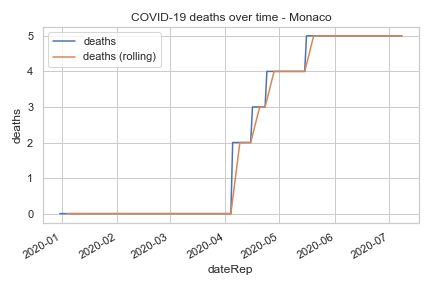 COVID-19 deaths over time - Monaco
deaths
deaths (rolling)
deaths
5
4
3
2
1
0
2020-01
2020-02
2020-03
2020-04
2020-05
2020-06
2020-07
dateRep